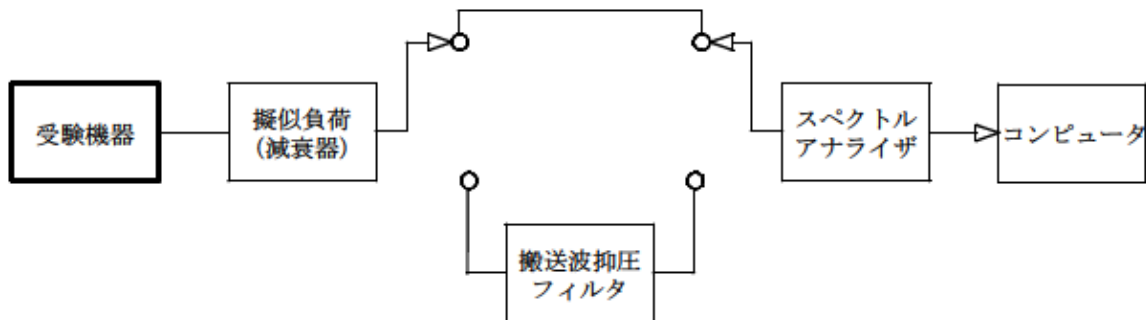 受験機器
擬似負荷
(減衰器)
スペクトル
アナライザ
コンピュータ
搬送波抑圧
フィルタ